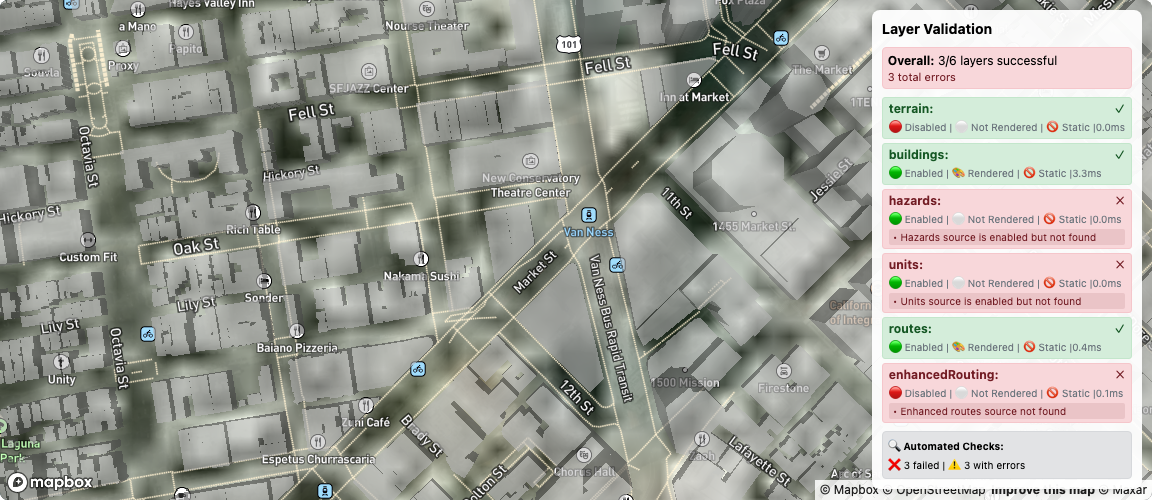 Hayes Valley Inn
a Mano
Nourse Theater
Fox Plaza
Souvla
Papito
Proxy
101
Fell St
Fell St
The Market
SFJAZZ Center
Inn at Market
Fell St
Octavia St
Hickory St
New Conservatory
Theatre Center
Jessie St
11th St
Hickory St
Rich Table
1455 Market St.
Van Ness
Oak St
Custom Fit
Nakama Sushi
Market St
Van Ness Bus Rapid Transit
Sonder
Lily St
Lily St
Octavia St
Baiano Pizzeria
Unity
12th St
1500 Mission
Firestone
Zuni Café
Brady St
Laguna
Park
Espetus Churrascaria
Chorus Hall
Zash
Lafayette St
mapbox
Layer Validation
Overall: 3/6 layers successful
3 total errors
terrain: ✓
Disabled | Not Rendered | Static |0.0ms
buildings: ✓
Enabled | Rendered | Static |3.3ms
hazards: ✕
Enabled | Not Rendered | Static |0.0ms
• Hazards source is enabled but not found
units: ✕
Enabled | Not Rendered | Static |0.0ms
• Units source is enabled but not found
routes: ✓
Enabled | Rendered | Static |0.4ms
enhancedRouting: ✕
Disabled | Not Rendered | Static |0.1ms
• Enhanced routes source not found
Automated Checks:
3 failed | 3 with errors
© Mapbox © OpenStreetMap Improve this map © Maxar